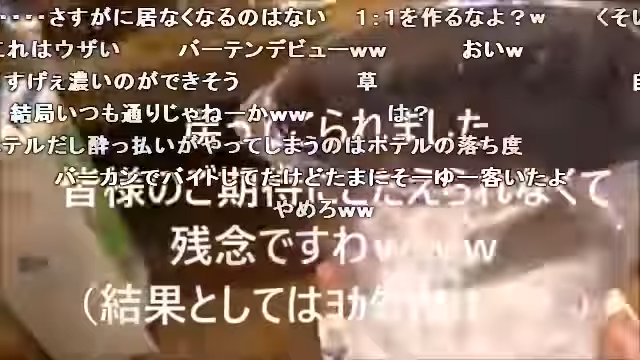 ・・・・さすがに居なくなるのはない　1:1を作るなよ?w　くそい
これはウザい　バーテンデビューww　おいw
すげぇ濃いのができそう　草
結局いつも通りじゃねーかww　は?
られました
テルだし酔っ払いがやってしまうのはホテルの落ち度
バーカンでバイトしてだけどたまにそーゆー客いたよ
皆様のご期待にこたえられなくて
やめろww
残念ですわwww
(結果としては